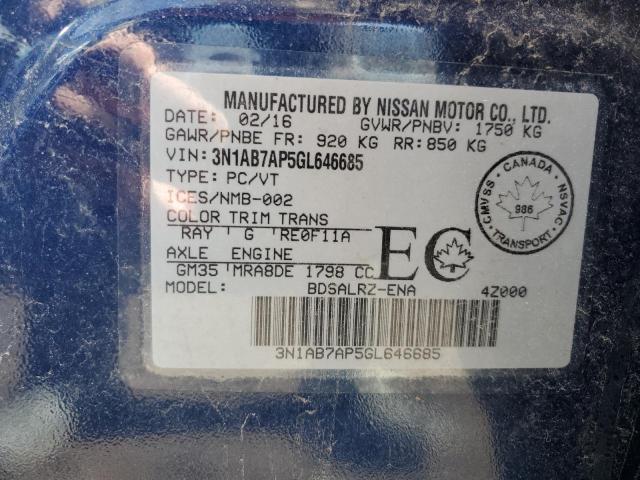 MANUFACTURED BY NISSAN MOTOR CO., LTD.
DATE: 02/16 GVWR/PNBV: 1750 KG
GAWR/PNBE FR: 920 KG RR: 850 KG
VIN: 3N1AB7AP5GL646685
TYPE: PC/VT
ICES/NMB-002
COLOR TRIM TRANS
RAY G RE0F11A
AXLE ENGINE
GM35 MRA8DE 1798 CC
MODEL: BDSALRZ-ENA 4Z000
EC
CANADA
CMVSS NSVAC
986
TRANSPORT
3N1AB7AP5GL646685